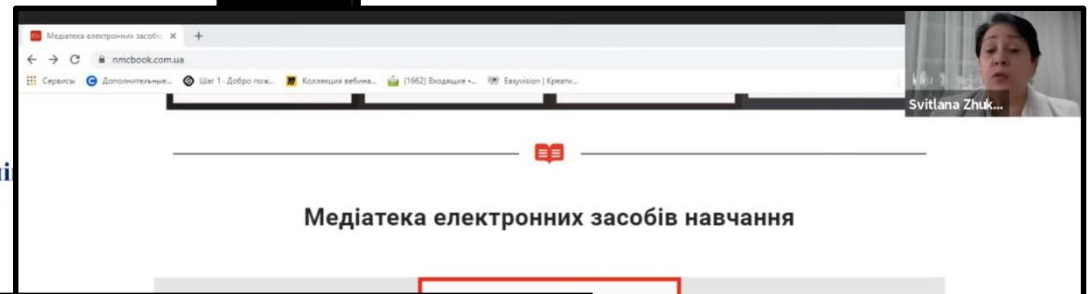 Медіатека електронних засобі
nmcbook.com.ua
Сервисы Дополнительные... Шаг 1 - Добро пож... Коллекция вебина... (1662) Входящие •... Easyvision | Креати...
Svitlana Zhuk...
Медіатека електронних засобів навчання